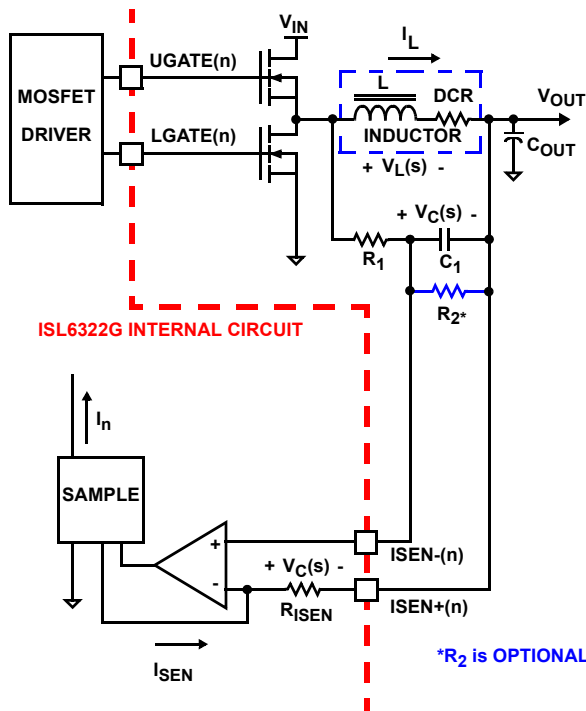 V_IN
I_L
UGATE(n)
MOSFET
DRIVER
L
DCR
V_OUT
LGATE(n)
INDUCTOR
C_OUT
+ V_L(s) -
+ V_C(s) -
R_1
C_1
R_2*
ISL6322G INTERNAL CIRCUIT
I_n
SAMPLE
+
-
ISEN-(n)
+ V_C(s) -
R_ISEN
ISEN+(n)
I_SEN
*R_2 is OPTIONAL